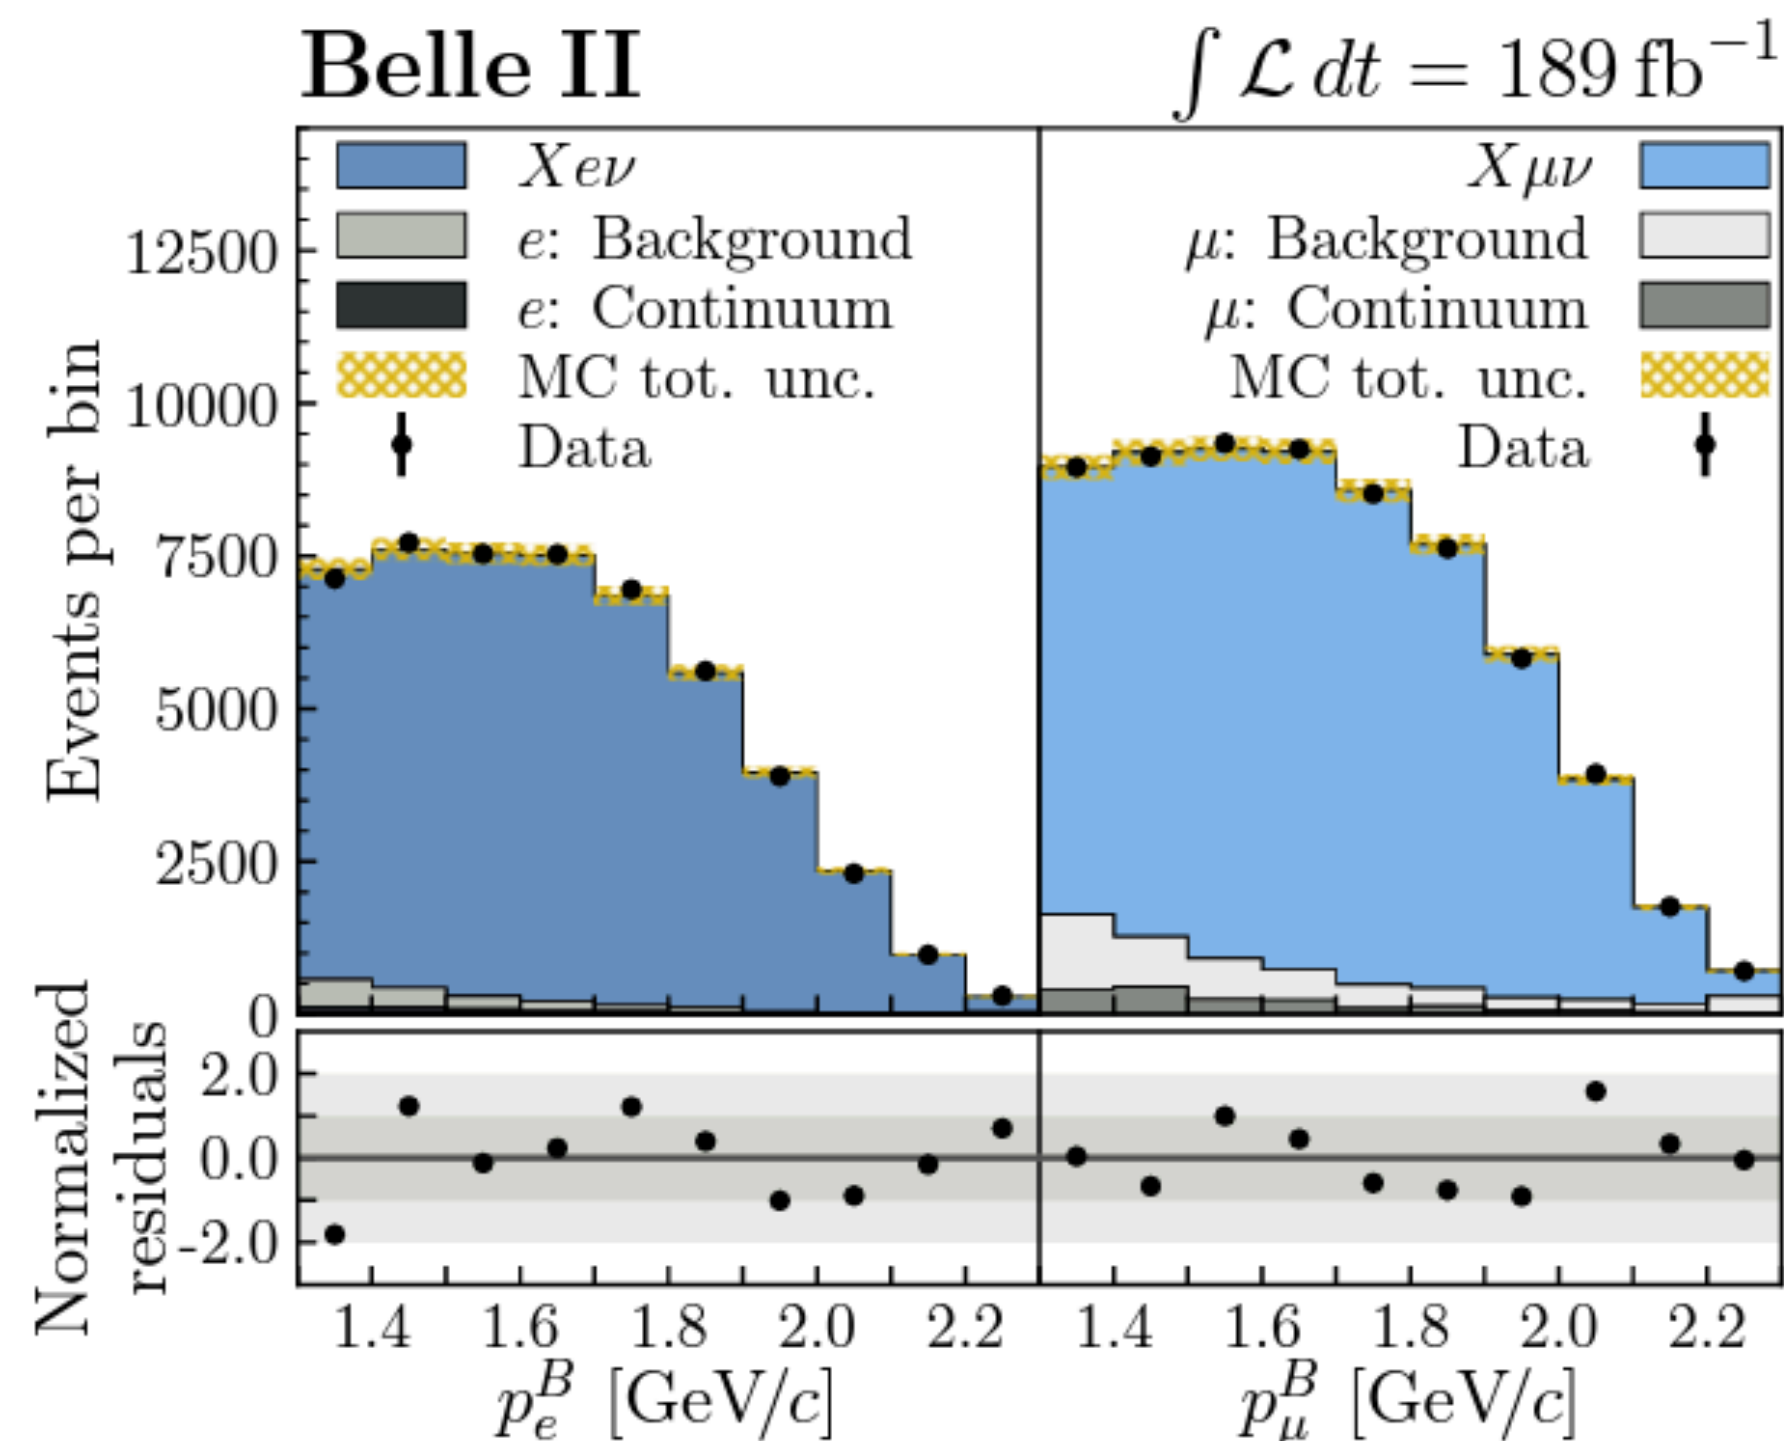 Belle II ∫ 𝓛 dt = 189 fb⁻¹
Xeν
e: Background
e: Continuum
MC tot. unc.
Data
Xμν
μ: Background
μ: Continuum
MC tot. unc.
Data
Events per bin
12500
10000
7500
5000
2500
0
Normalized
residuals
2.0
0.0
-2.0
1.4 1.6 1.8 2.0 2.2 1.4 1.6 1.8 2.0 2.2
p_e^B [GeV/c] p_μ^B [GeV/c]